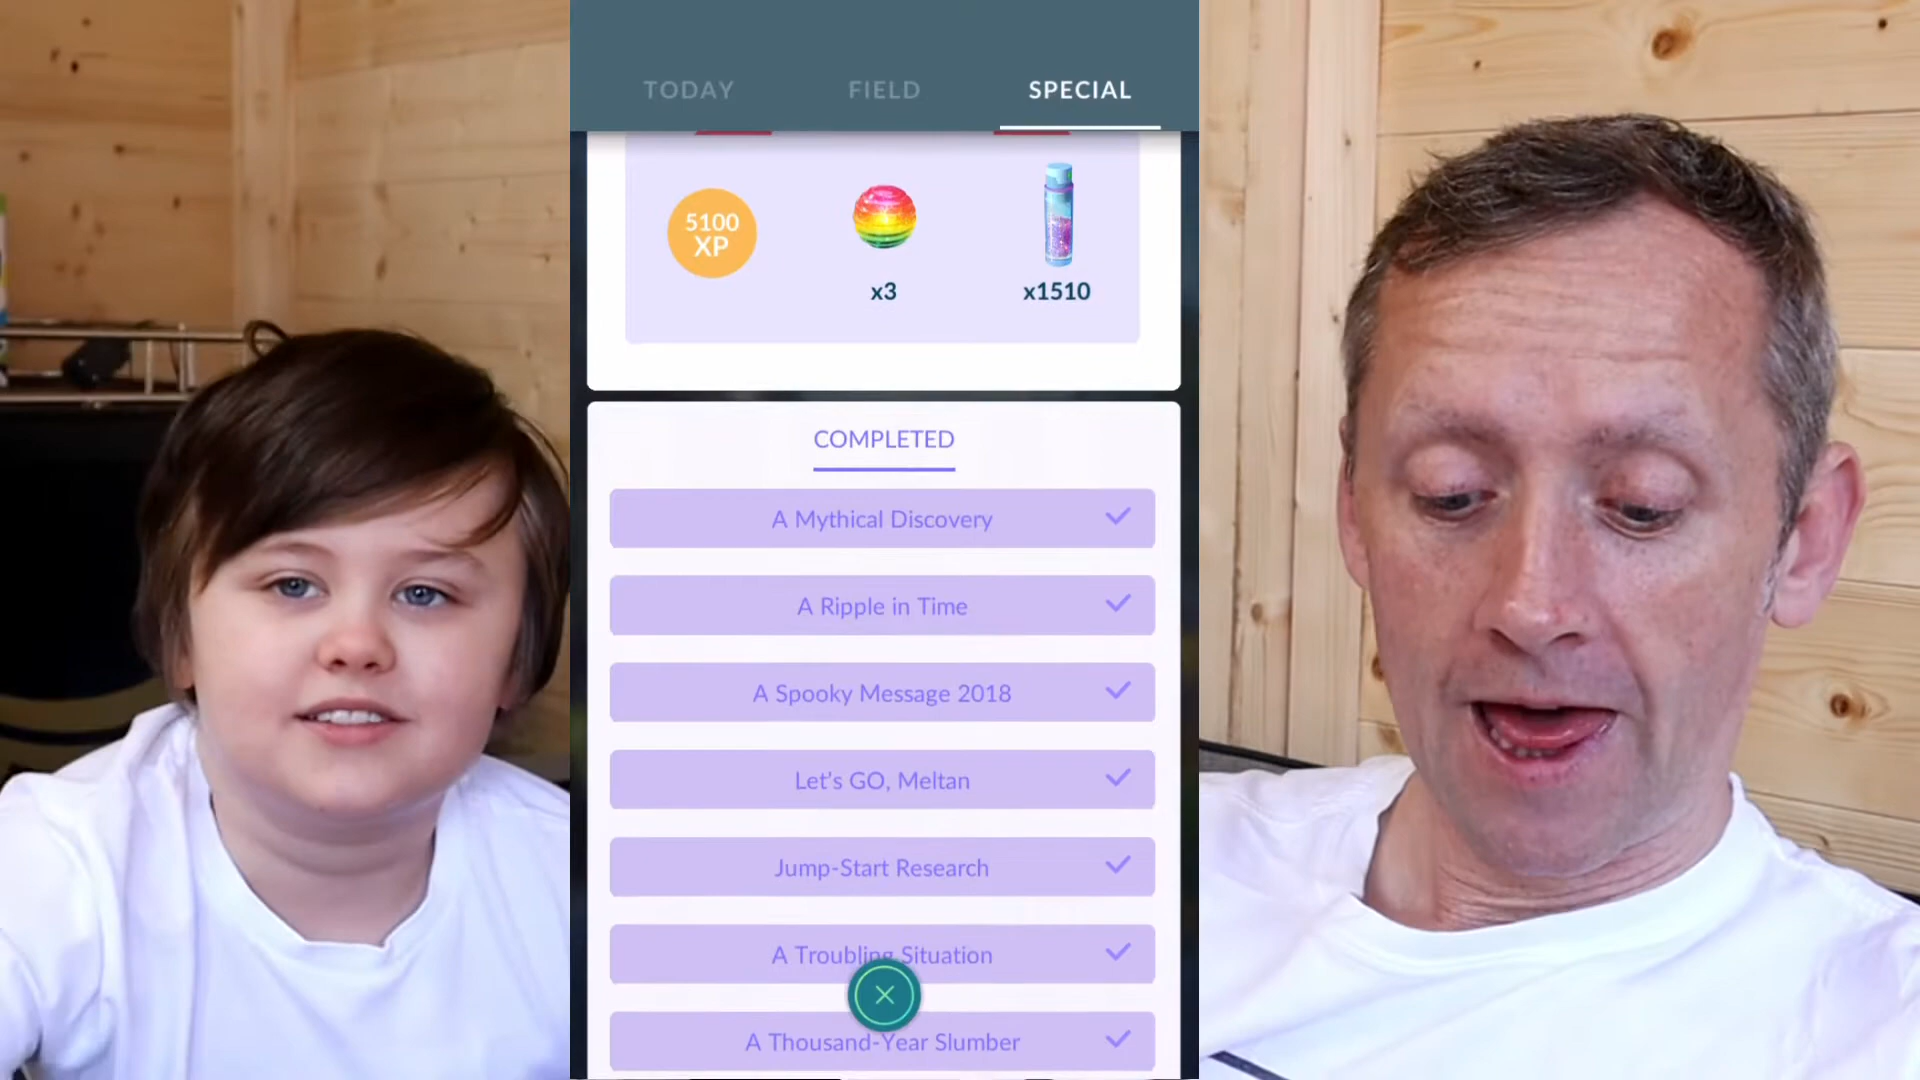 TODAY FIELD SPECIAL
5100
XP
x3 x1510
COMPLETED
A Mythical Discovery
A Ripple in Time
A Spooky Message 2018
Let's GO, Meltan
Jump-Start Research
A Troubling Situation
A Thousand-Year Slumber